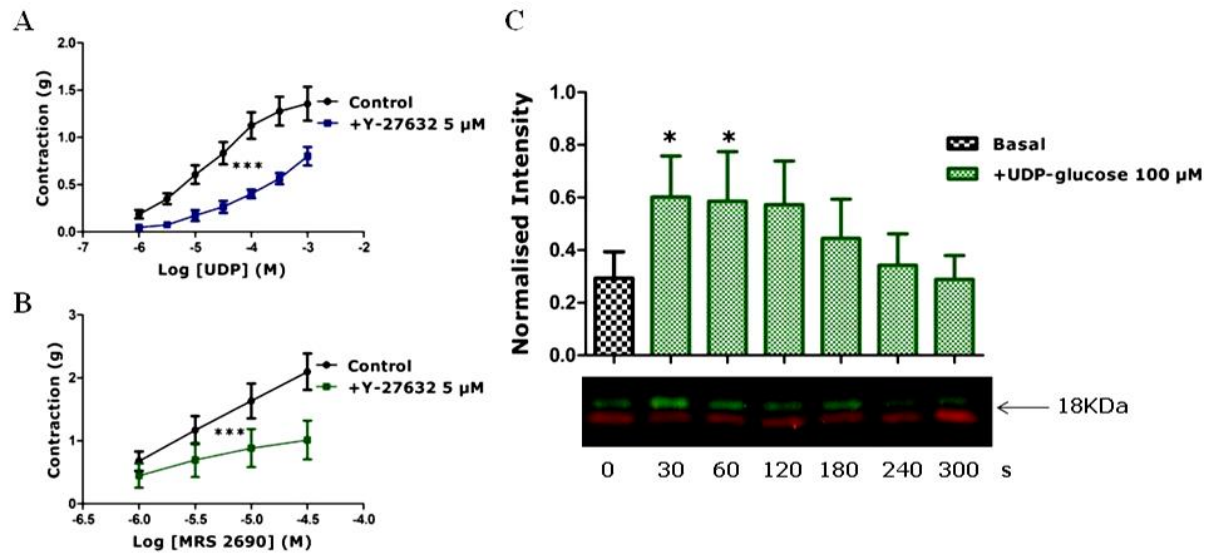 A
2.0
1.5
1.0
0.5
0.0
Contraction (g)
-7 -6 -5 -4 -3 -2
Log [UDP] (M)
***
Control
+Y-27632 5 µM
B
3
2
1
0
Contraction (g)
-6.5 -6.0 -5.5 -5.0 -4.5 -4.0
Log [MRS 2690] (M)
***
Control
+Y-27632 5 µM
C
1.0
0.8
0.6
0.4
0.2
0.0
Normalised Intensity
* *
Basal
+UDP-glucose 100 µM
18KDa
0 30 60 120 180 240 300 s